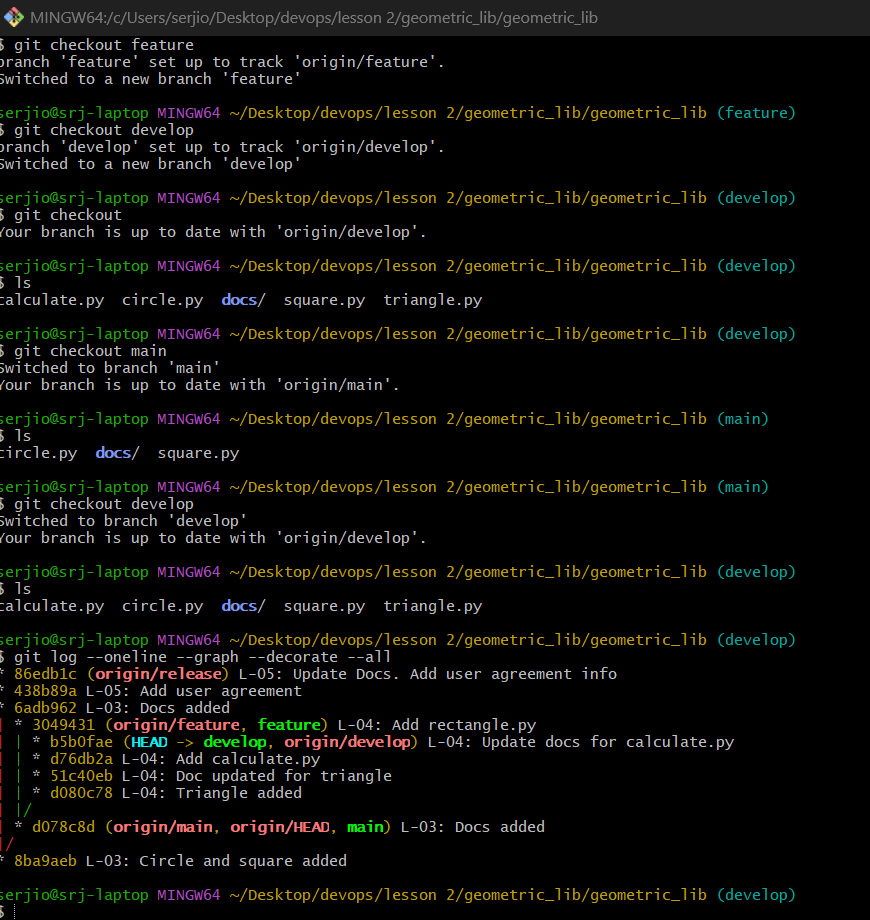 MINGW64:/c/Users/serjio/Desktop/devops/lesson 2/geometric_lib/geometric_lib
$ git checkout feature
branch 'feature' set up to track 'origin/feature'.
Switched to a new branch 'feature'
serjio@srj-laptop MINGW64 ~/Desktop/devops/lesson 2/geometric_lib/geometric_lib (feature)
$ git checkout develop
branch 'develop' set up to track 'origin/develop'.
Switched to a new branch 'develop'
serjio@srj-laptop MINGW64 ~/Desktop/devops/lesson 2/geometric_lib/geometric_lib (develop)
$ git checkout
Your branch is up to date with 'origin/develop'.
serjio@srj-laptop MINGW64 ~/Desktop/devops/lesson 2/geometric_lib/geometric_lib (develop)
$ ls
calculate.py  circle.py  docs/  square.py  triangle.py
serjio@srj-laptop MINGW64 ~/Desktop/devops/lesson 2/geometric_lib/geometric_lib (develop)
$ git checkout main
Switched to branch 'main'
Your branch is up to date with 'origin/main'.
serjio@srj-laptop MINGW64 ~/Desktop/devops/lesson 2/geometric_lib/geometric_lib (main)
$ ls
circle.py  docs/  square.py
serjio@srj-laptop MINGW64 ~/Desktop/devops/lesson 2/geometric_lib/geometric_lib (main)
$ git checkout develop
Switched to branch 'develop'
Your branch is up to date with 'origin/develop'.
serjio@srj-laptop MINGW64 ~/Desktop/devops/lesson 2/geometric_lib/geometric_lib (develop)
$ ls
calculate.py  circle.py  docs/  square.py  triangle.py
serjio@srj-laptop MINGW64 ~/Desktop/devops/lesson 2/geometric_lib/geometric_lib (develop)
$ git log --oneline --graph --decorate --all
* 86edb1c (origin/release) L-05: Update Docs. Add user agreement info
* 438b89a L-05: Add user agreement
* 6adb962 L-03: Docs added
| * 3049431 (origin/feature, feature) L-04: Add rectangle.py
| | * b5b0fae (HEAD -> develop, origin/develop) L-04: Update docs for calculate.py
| | * d76db2a L-04: Add calculate.py
| | * 51c40eb L-04: Doc updated for triangle
| | * d080c78 L-04: Triangle added
| |/
| * d078c8d (origin/main, origin/HEAD, main) L-03: Docs added
|/
* 8ba9aeb L-03: Circle and square added
serjio@srj-laptop MINGW64 ~/Desktop/devops/lesson 2/geometric_lib/geometric_lib (develop)
$